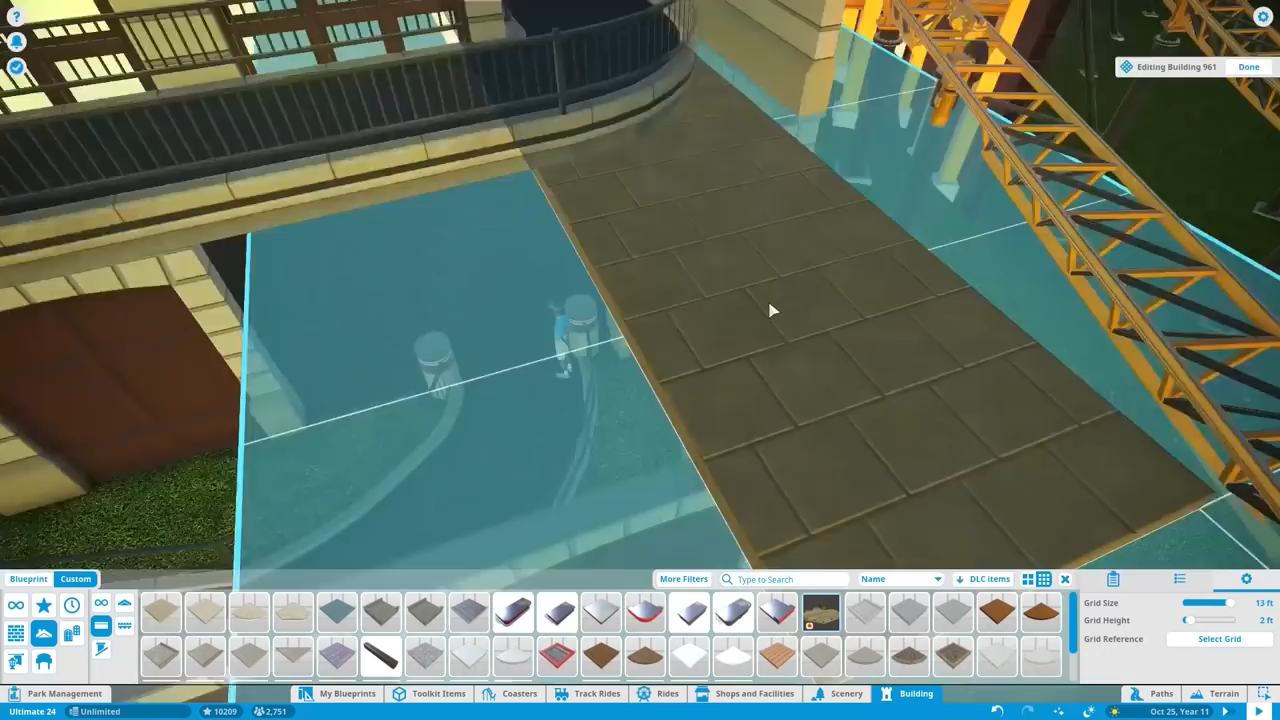 ?
Editing Building 961
Done
Blueprint
Custom
More Filters
Type to Search
Name
DLC items
Grid Size
13 ft
Grid Height
2 ft
Grid Reference
Select Grid
Park Management
My Blueprints
Toolkit Items
Coasters
Track Rides
Rides
Shops and Facilities
Scenery
Building
Paths
Terrain
Ultimate 24
Unlimited
10209
2,751
Oct 25, Year 11